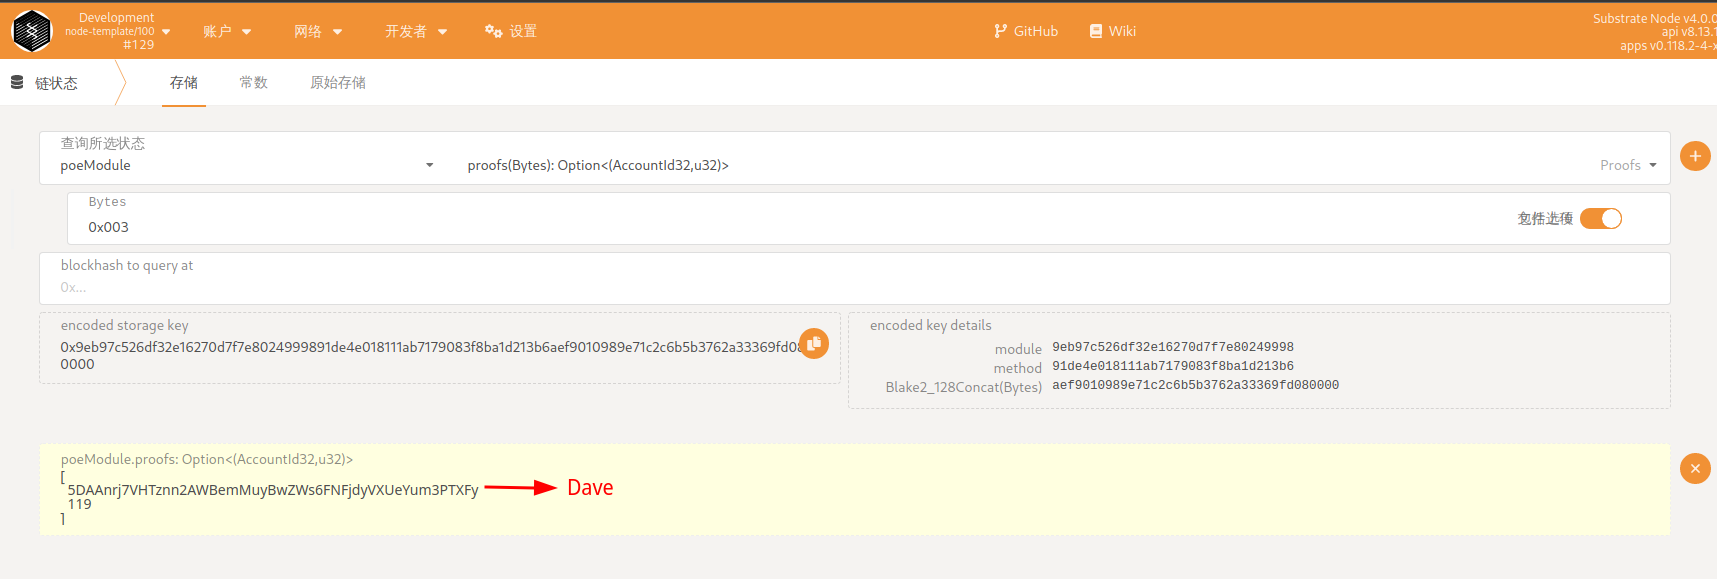 Development
node-template/100
#129
账户
网络
开发者
设置
GitHub
Wiki
Substrate Node v4.0.0
api v8.13.1
apps v0.118.2-4-x
链状态
存储
常数
原始存储
查询所选状态
poeModule
proofs(Bytes): Option<(AccountId32,u32)>
Proofs
Bytes
0x003
blockhash to query at
0x...
encoded storage key
0x9eb97c526df32e16270d7f7e8024999891de4e018111ab7179083f8ba1d213b6aef9010989e71c2c6b5b3762a33369fd08
0000
encoded key details
module 9eb97c526df32e16270d7f7e80249998
method 91de4e018111ab7179083f8ba1d213b6
Blake2_128Concat(Bytes) aef9010989e71c2c6b5b3762a33369fd080000
poeModule.proofs: Option<(AccountId32,u32)>
[
5DAAnrj7VHTznn2AWBemMuyBwZWs6FNFjdyVXUeYum3PTXFy
Dave
119
]